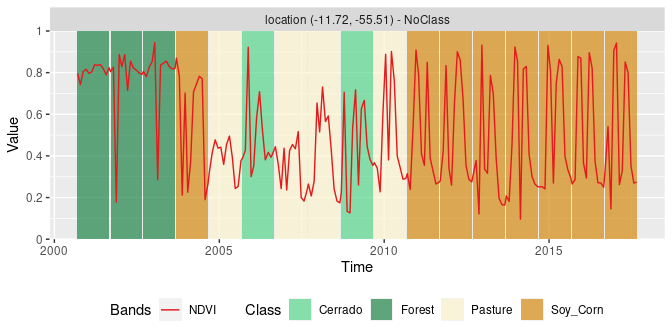 location (-11.72, -55.51) - NoClass
1
0.8
0.6
0.4
0.2
0
Value
2000 2005 2010 2015
Time
Bands NDVI Class Cerrado Forest Pasture Soy_Corn